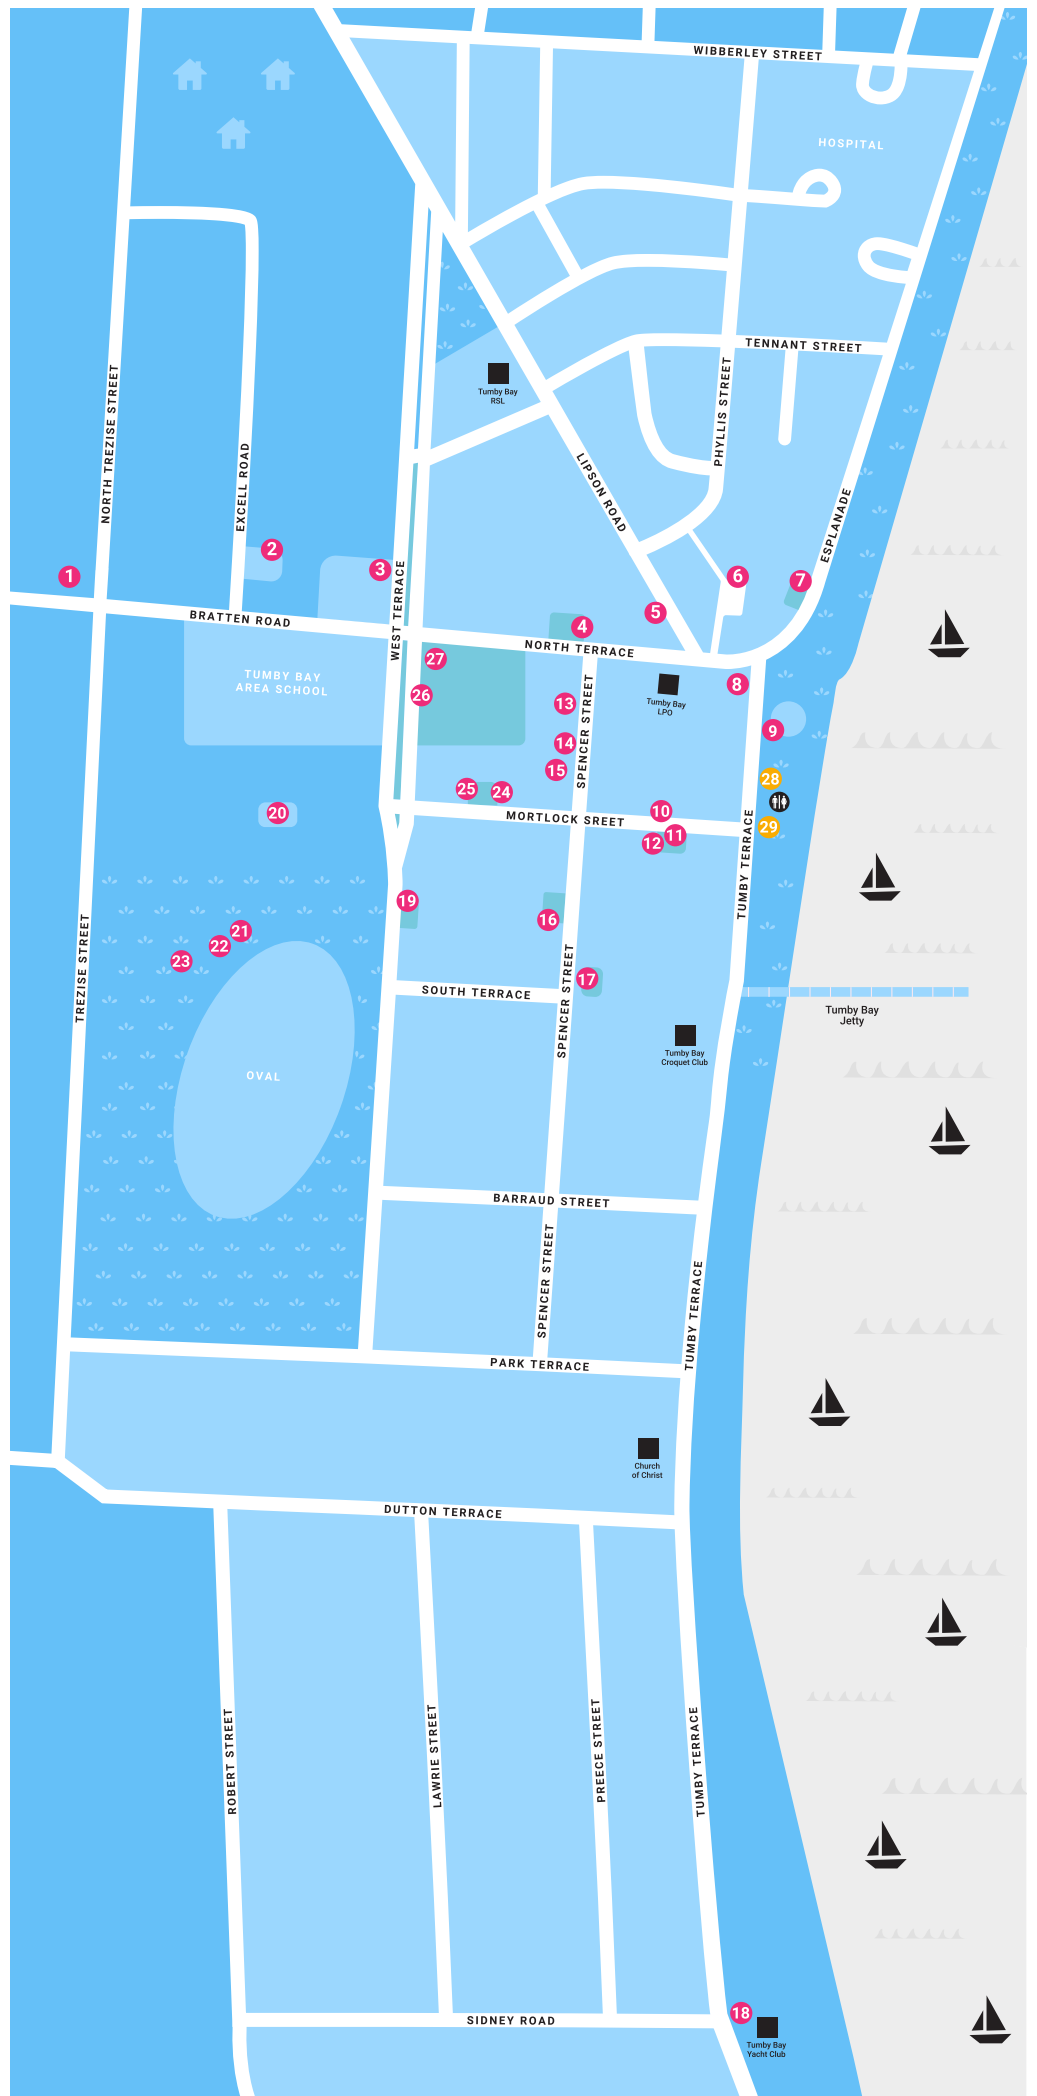 WIBBERLEY STREET
HOSPITAL
TENNANT STREET
Tumby Bay
RSL
PHYLLIS STREET
NORTH TREZISE STREET
EXCELL ROAD
LIPSON ROAD
ESPLANADE
1
2
3
WEST TERRACE
6
7
5
4
BRATTEN ROAD
NORTH TERRACE
27
TUMBY BAY
AREA SCHOOL
26
13
SPENCER STREET
Tumby Bay
LPO
8
9
14
15
28
25
24
20
10
MORTLOCK SREET
11
12
29
TUMBY TERRACE
19
16
21
22
23
TREZISE STREET
17
SOUTH TERRACE
SPENCER STREET
Tumby Bay
Jetty
Tumby Bay
Croquet Club
OVAL
BARRAUD STREET
SPENCER STREET
TUMBY TERRACE
PARK TERRACE
Church
of Christ
DUTTON TERRACE
ROBERT STREET
LAWRIE STREET
PREECE STREET
TUMBY TERRACE
18
SIDNEY ROAD
Tumby Bay
Yacht Club